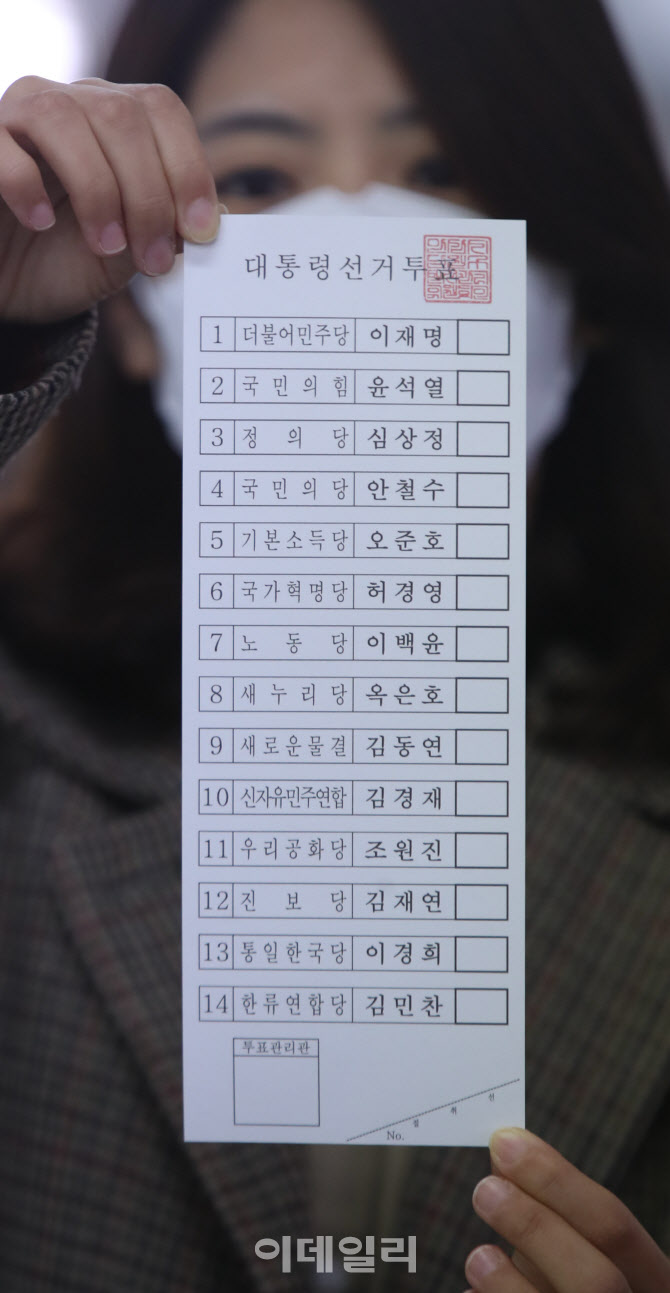 대통령선거투표
1 더불어민주당 이재명
2 국민의힘 윤석열
3 정의당 심상정
4 국민의당 안철수
5 기본소득당 오준호
6 국가혁명당 허경영
7 노동당 이백윤
8 새누리당 옥은호
9 새로운물결 김동연
10 신자유민주연합 김경재
11 우리공화당 조원진
12 진보당 김재연
13 통일한국당 이경희
14 한류연합당 김민찬
투표관리관
절 취 선
No.
이데일리